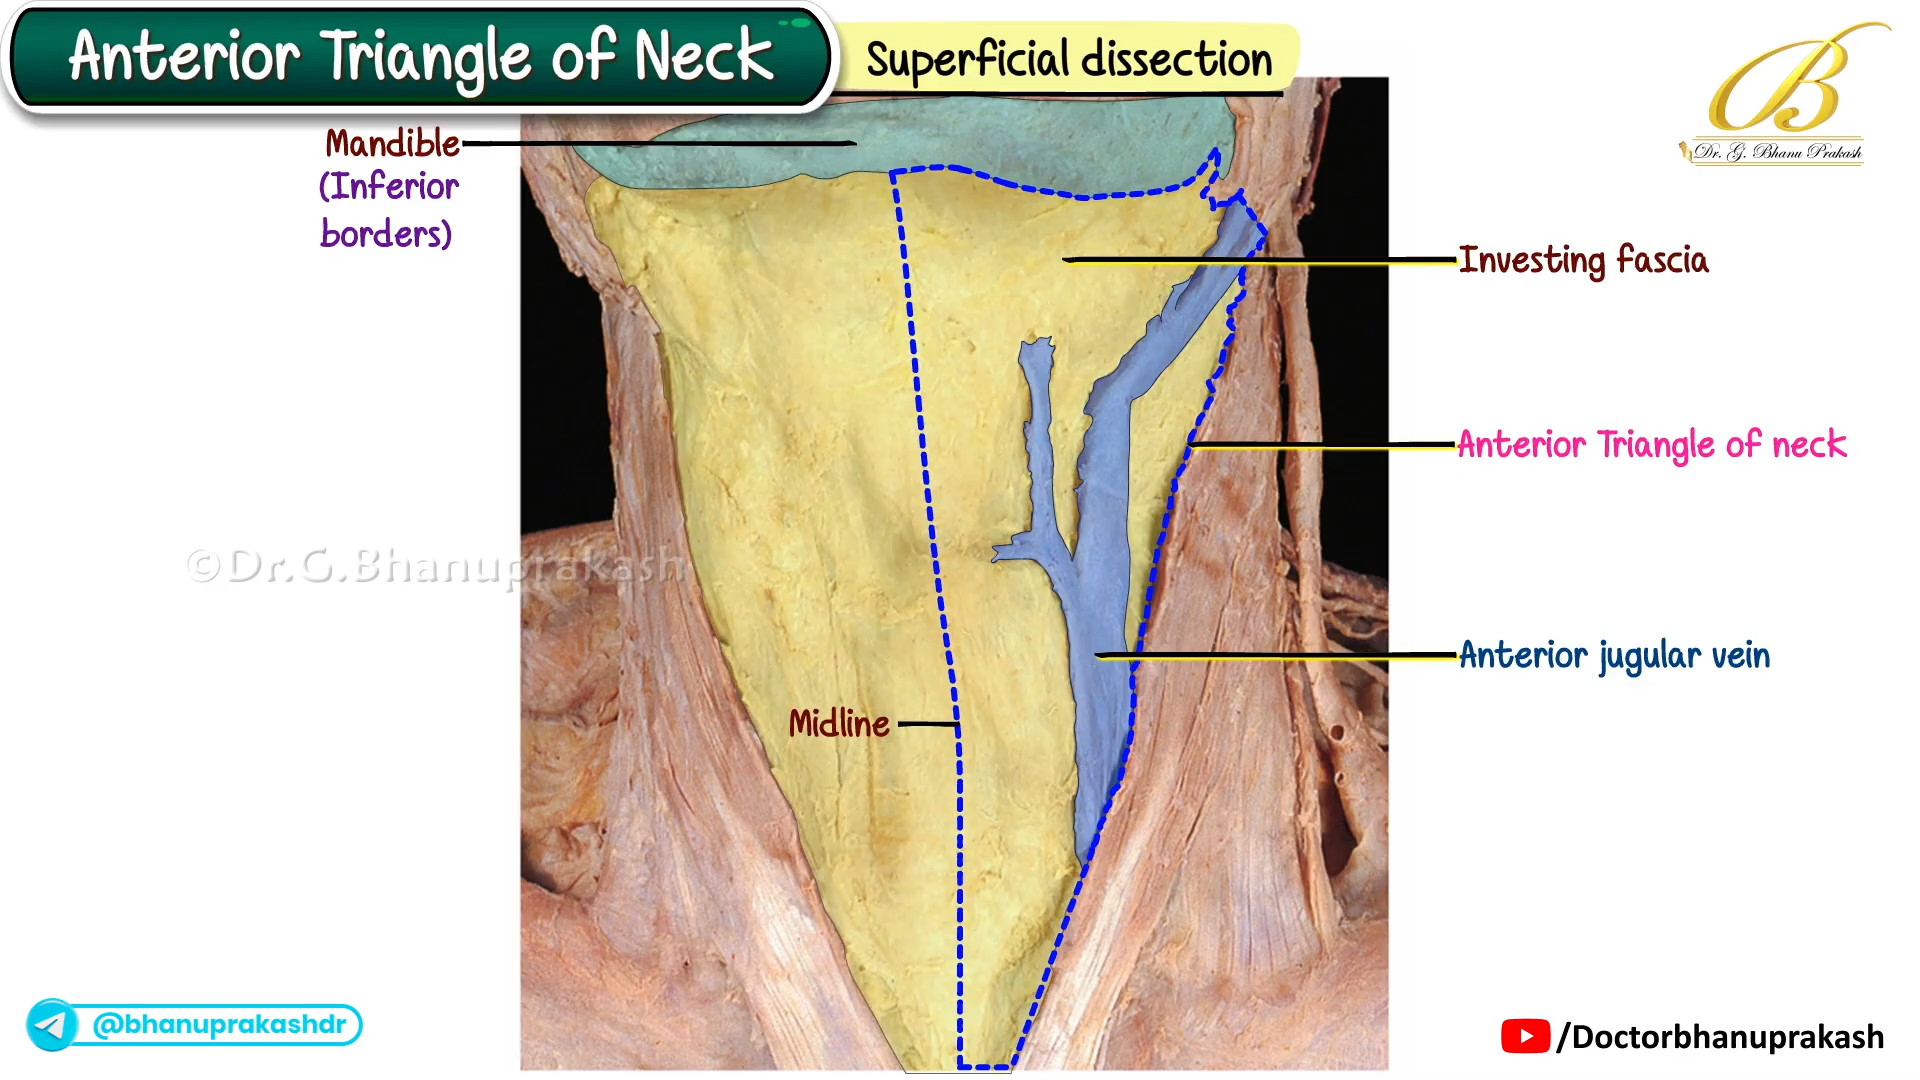 Anterior Triangle of Neck
Superficial dissection
Dr. G. Bhanu Prakash
Mandible
(Inferior
borders)
Investing fascia
Anterior Triangle of neck
©Dr.G.Bhanuprakash
Anterior jugular vein
Midline
@bhanuprakashdr
/Doctorbhanuprakash